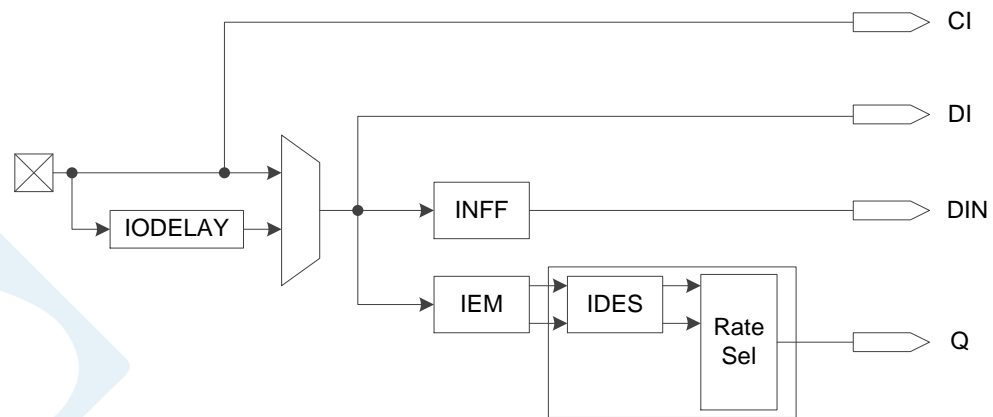 CI
DI
INFF
DIN
IODELAY
IEM
IDES
Rate
Sel
Q